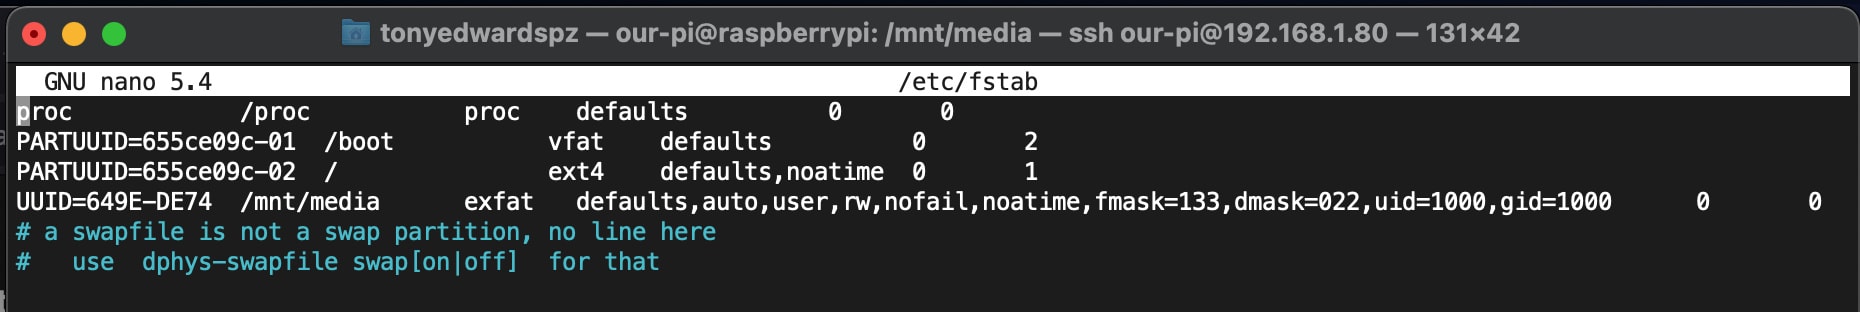 tonyedwardspz — our-pi@raspberrypi: /mnt/media — ssh our-pi@192.168.1.80 — 131×42
GNU nano 5.4 /etc/fstab
proc /proc proc defaults 0 0
PARTUUID=655ce09c-01 /boot vfat defaults 0 2
PARTUUID=655ce09c-02 / ext4 defaults,noatime 0 1
UUID=649E-DE74 /mnt/media exfat defaults,auto,user,rw,nofail,noatime,fmask=133,dmask=022,uid=1000,gid=1000 0 0
# a swapfile is not a swap partition, no line here
# use dphys-swapfile swap[on|off] for that